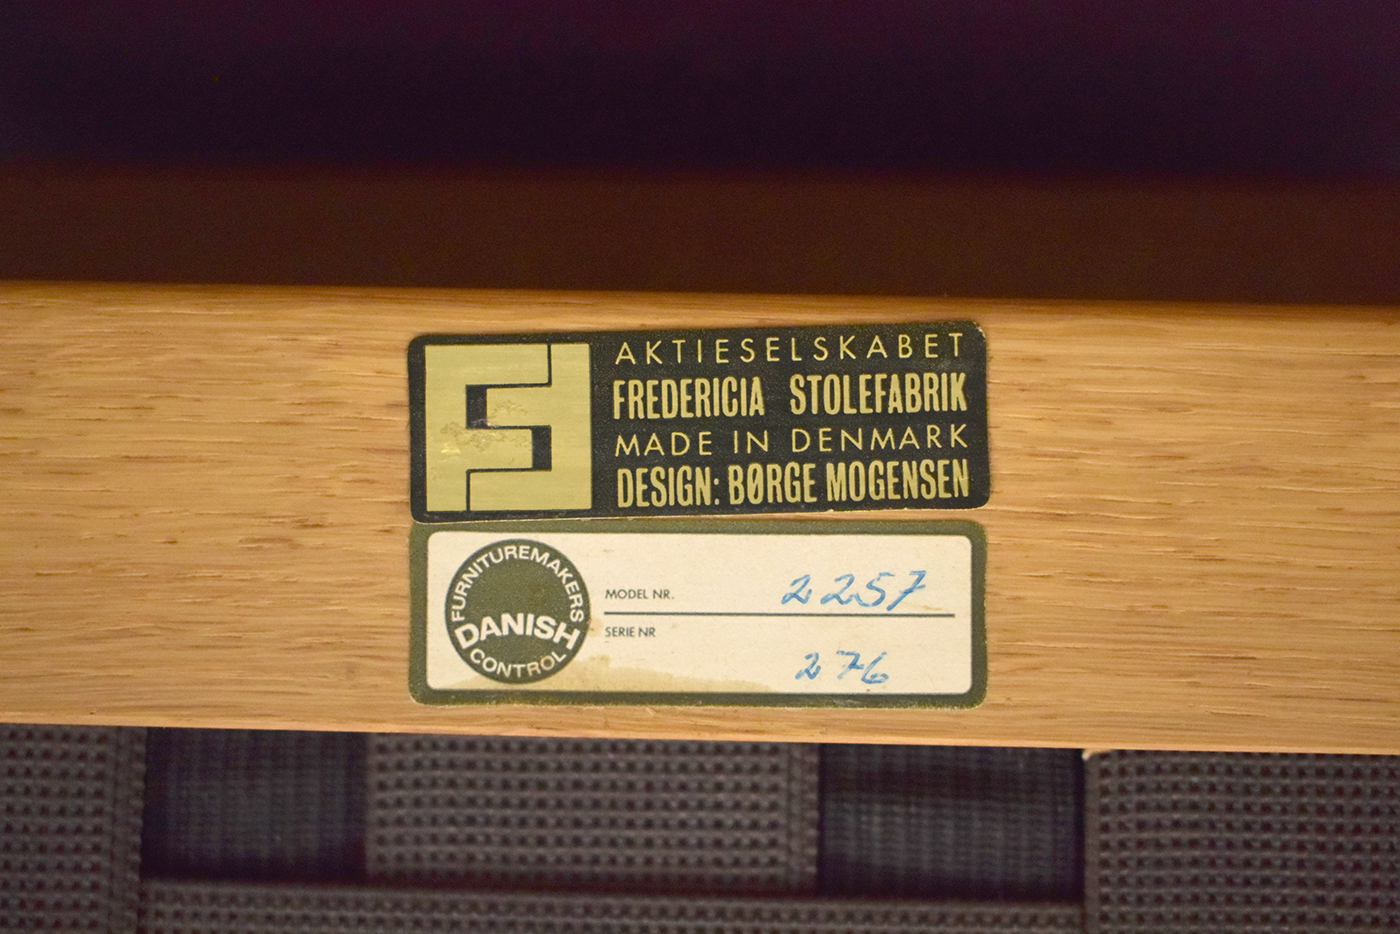 AKTIESELSKABET
FREDERICIA STOLEFABRIK
MADE IN DENMARK
DESIGN: BØRGE MOGENSEN
FURNITUREMAKERS
DANISH
CONTROL
MODEL NR. 2257
SERIE NR 276